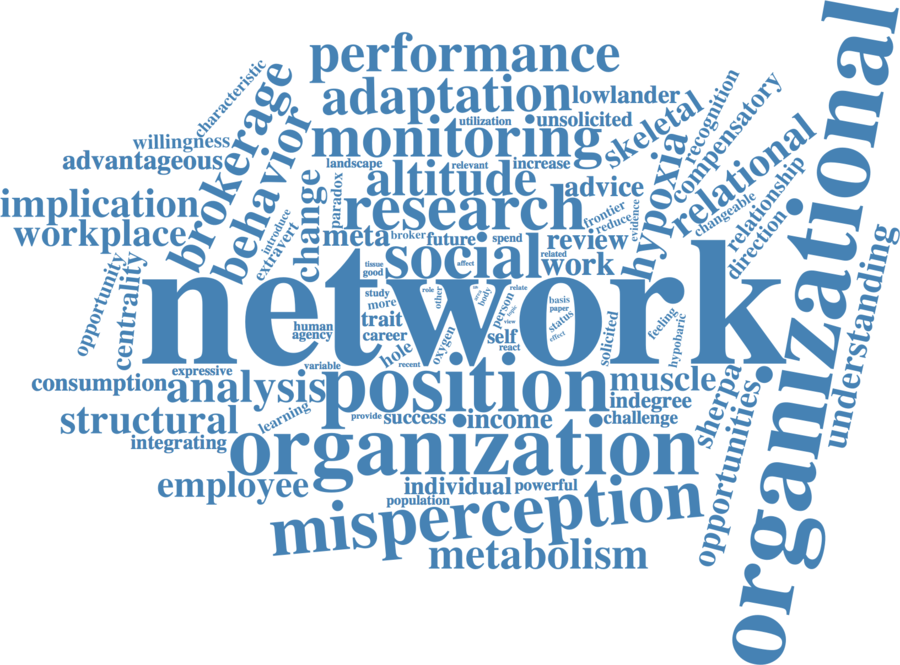 performance
adaptation
lowlander
characteristic
utilization
unsolicited
monitoring
willingness
brokerage
skeletal
recognition
compensatory
organizational
advantageous
behavior
landscape
relevant
increase
altitude
advice
hypoxia
relational
implication
change
paradox
research
frontier
reduce
evidence
changeable
relationship
direction
workplace
introduce
extravert
meta
broker
future
spend
review
social
affect
related
work
opportunity
centrality
tissue
good
network
study
more
role
other
area
body
person
relate
topic
view
basis
paper
status
effect
understanding
human
agency
trait
career
hole
recent
oxygen
self
react
solicited
feeling
hypobaric
expressive
variable
consumption
analysis
position
muscle
indegree
sherpa
opportunities
structural
learning
provide
success
income
challenge
integrating
organization
employee
individual
powerful
population
misperception
metabolism